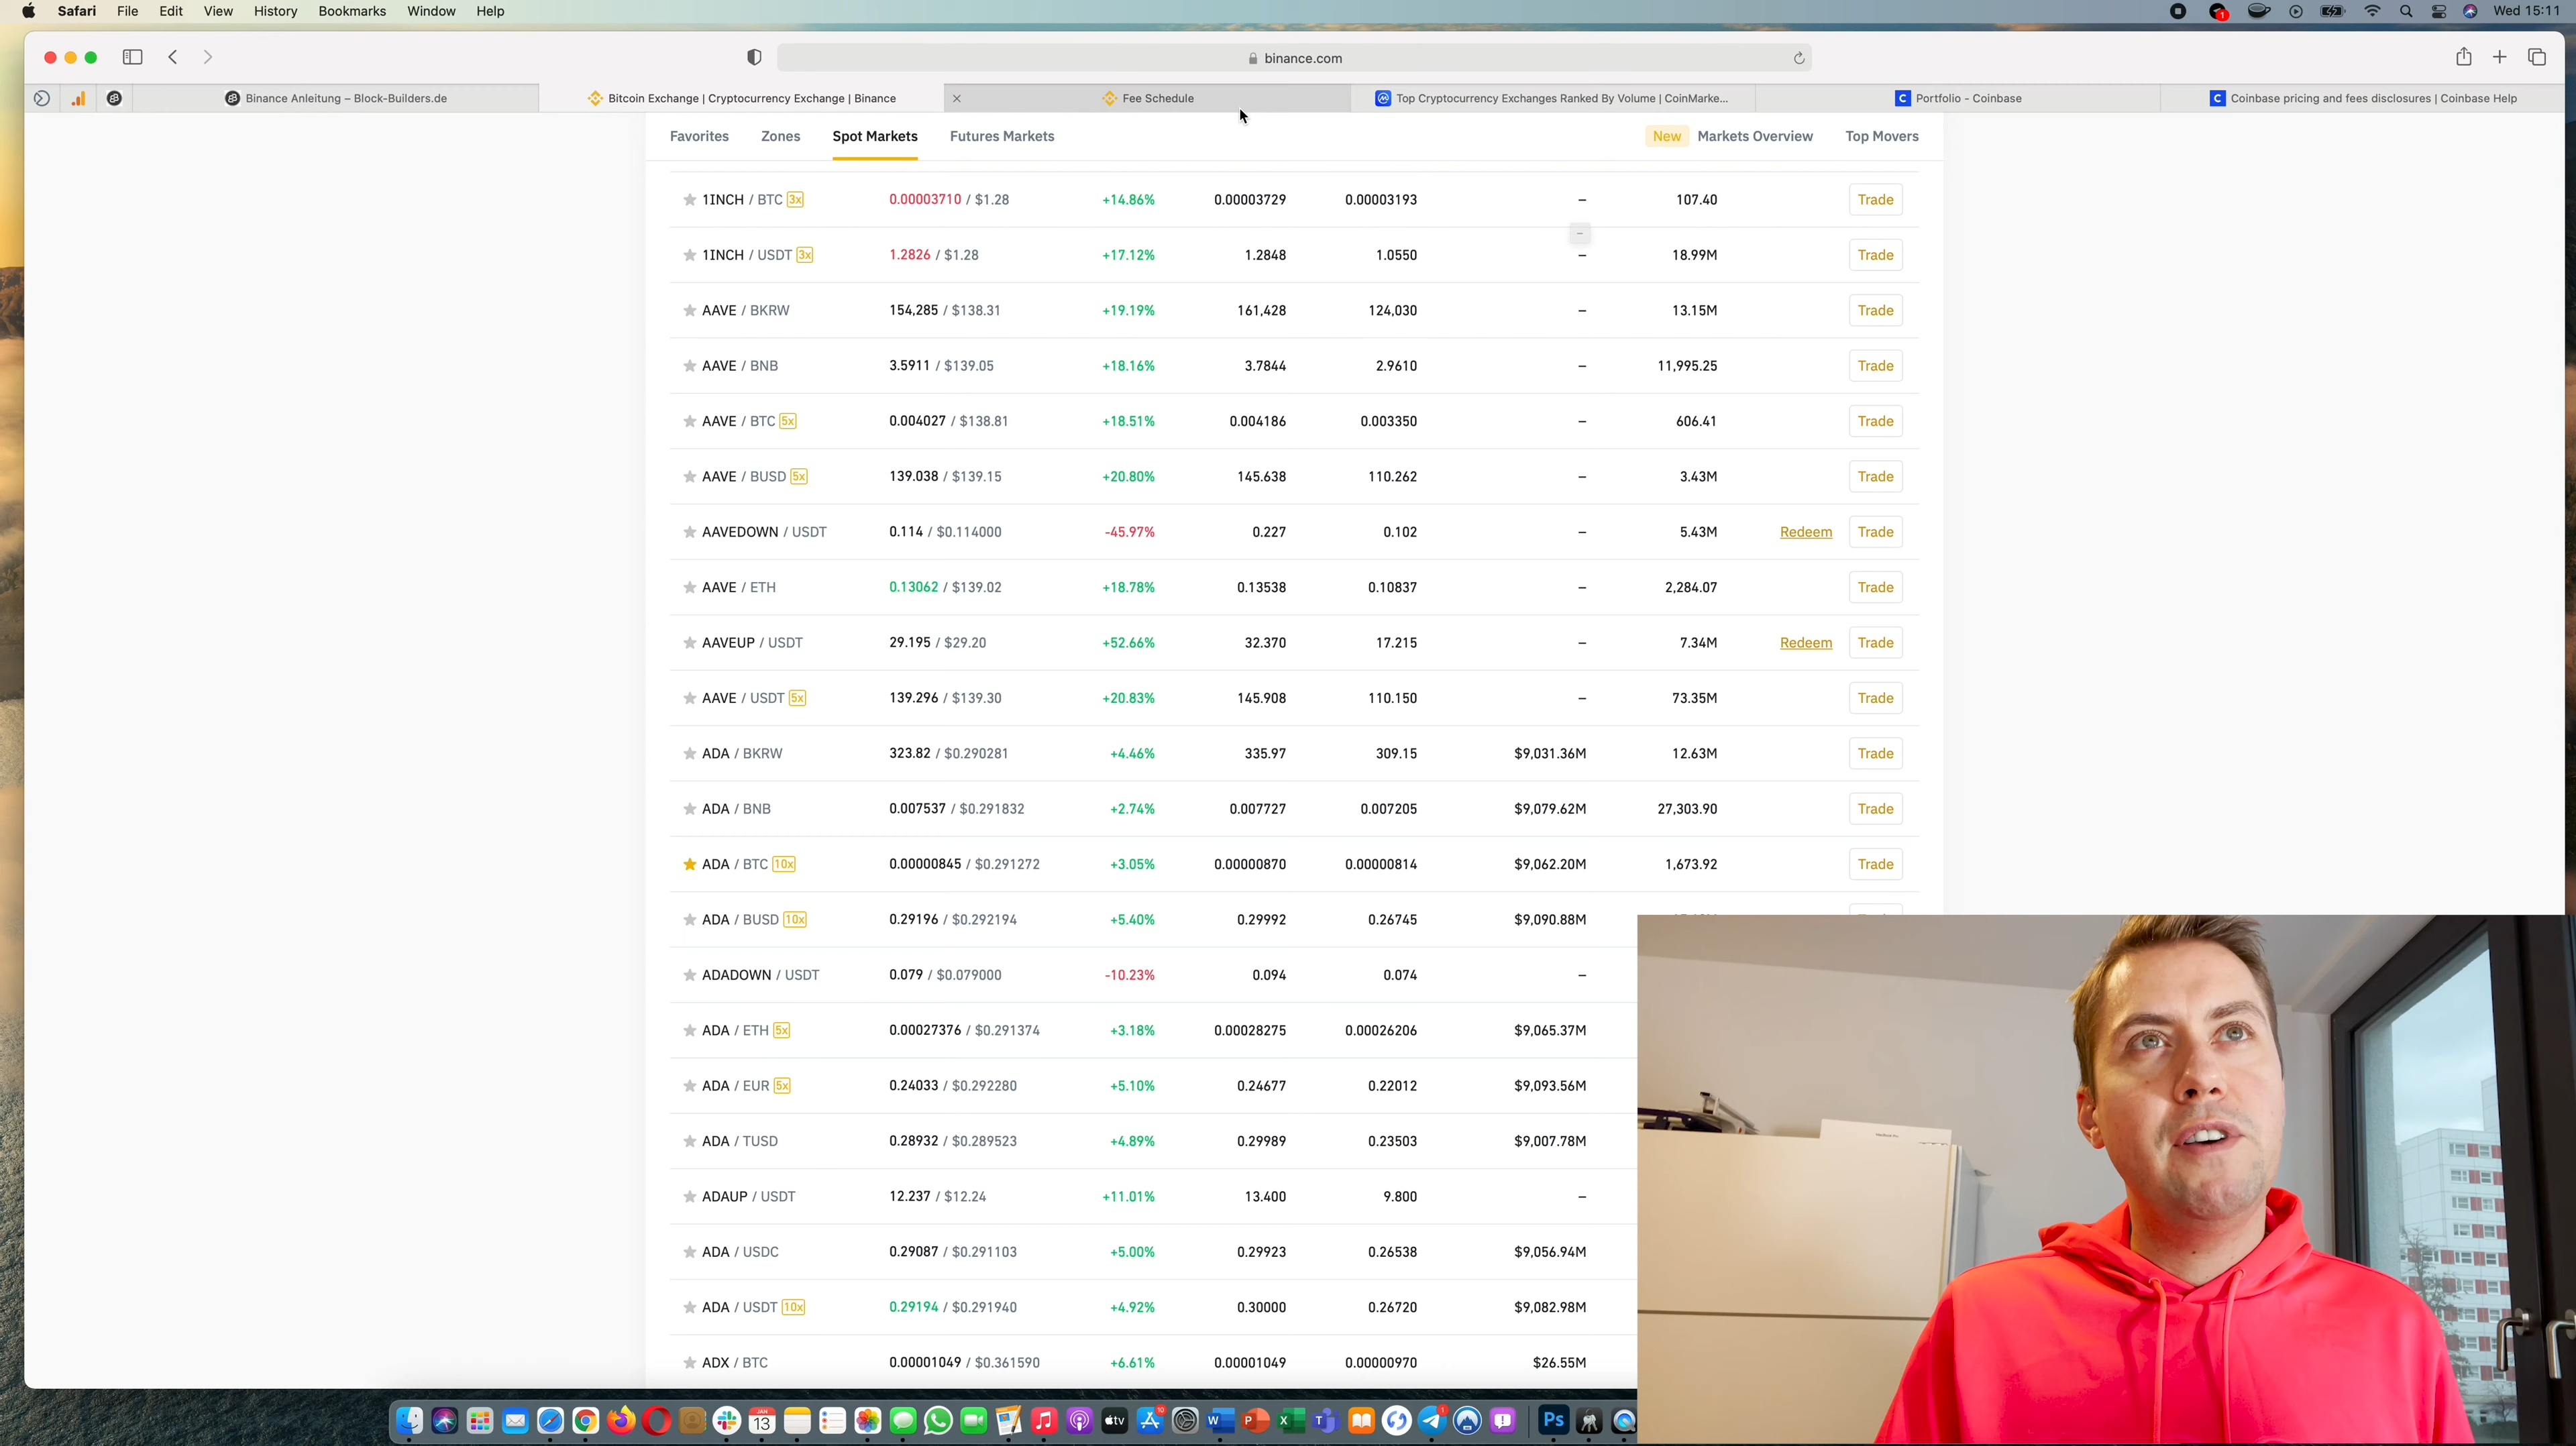 Safari File Edit View History Bookmarks Window Help
1
Wed 15:11
binance.com
Binance Anleitung – Block-Builders.de
Bitcoin Exchange | Cryptocurrency Exchange | Binance
Fee Schedule
Top Cryptocurrency Exchanges Ranked By Volume | CoinMarke...
Portfolio - Coinbase
Coinbase pricing and fees disclosures | Coinbase Help
Favorites Zones Spot Markets Futures Markets New Markets Overview Top Movers
1INCH / BTC 3x 0.00003710 / $1.28 +14.86% 0.00003729 0.00003193 – 107.40 Trade
–
1INCH / USDT 3x 1.2826 / $1.28 +17.12% 1.2848 1.0550 – 18.99M Trade
AAVE / BKRW 154,285 / $138.31 +19.19% 161,428 124,030 – 13.15M Trade
AAVE / BNB 3.5911 / $139.05 +18.16% 3.7844 2.9610 – 11,995.25 Trade
AAVE / BTC 5x 0.004027 / $138.81 +18.51% 0.004186 0.003350 – 606.41 Trade
AAVE / BUSD 5x 139.038 / $139.15 +20.80% 145.638 110.262 – 3.43M Trade
AAVEDOWN / USDT 0.114 / $0.114000 -45.97% 0.227 0.102 – 5.43M Redeem Trade
AAVE / ETH 0.13062 / $139.02 +18.78% 0.13538 0.10837 – 2,284.07 Trade
AAVEUP / USDT 29.195 / $29.20 +52.66% 32.370 17.215 – 7.34M Redeem Trade
AAVE / USDT 5x 139.296 / $139.30 +20.83% 145.908 110.150 – 73.35M Trade
ADA / BKRW 323.82 / $0.290281 +4.46% 335.97 309.15 $9,031.36M 12.63M Trade
ADA / BNB 0.007537 / $0.291832 +2.74% 0.007727 0.007205 $9,079.62M 27,303.90 Trade
ADA / BTC 10x 0.00000845 / $0.291272 +3.05% 0.00000870 0.00000814 $9,062.20M 1,673.92 Trade
ADA / BUSD 10x 0.29196 / $0.292194 +5.40% 0.29992 0.26745 $9,090.88M
ADADOWN / USDT 0.079 / $0.079000 -10.23% 0.094 0.074 –
ADA / ETH 5x 0.00027376 / $0.291374 +3.18% 0.00028275 0.00026206 $9,065.37M
ADA / EUR 5x 0.24033 / $0.292280 +5.10% 0.24677 0.22012 $9,093.56M
ADA / TUSD 0.28932 / $0.289523 +4.89% 0.29989 0.23503 $9,007.78M
ADAUP / USDT 12.237 / $12.24 +11.01% 13.400 9.800 –
ADA / USDC 0.29087 / $0.291103 +5.00% 0.29923 0.26538 $9,056.94M
ADA / USDT 10x 0.29194 / $0.291940 +4.92% 0.30000 0.26720 $9,082.98M
ADX / BTC 0.00001049 / $0.361590 +6.61% 0.00001049 0.00000970 $26.55M
JAN
13
tv
10
W
P
X
T
1
Ps